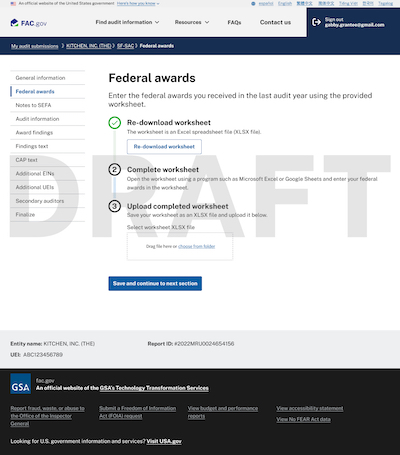 An official website of the United States government Here's how you know
español English 繁體中文 简体中文 Tiếng việt 한국어 Tagalog
FAC.gov
Find audit information Resources FAQs Contact us
Sign out
gabby.grantee@gmail.com
My audit submissions > KITCHEN, INC. (THE) > SF-SAC > Federal awards
General information
Federal awards
Notes to SEFA
Audit information
Award findings
Findings text
CAP text
Additional EINs
Additional UEIs
Secondary auditors
Finalize
Federal awards
Enter the federal awards you received in the last audit year using the provided
worksheet.
Re-download worksheet
The worksheet is an Excel spreadsheet file (XLSX file).
Re-download worksheet
2 Complete worksheet
Open the worksheet using a program such as Microsoft Excel or Google Sheets and enter your federal
awards in the worksheet.
3 Upload completed worksheet
Save your worksheet as an XLSX file and upload it below.
Select worksheet XLSX file
Drag file here or choose from folder
DRAFT
Save and continue to next section
Entity name: KITCHEN, INC. (THE) Report ID: #2022MRU0024654156
UEI: ABC123456789
GSA
fac.gov
An official website of the GSA's Technology Transformation Services
Report fraud, waste, or abuse to
the Office of the Inspector
General
Submit a Freedom of Information
Act (FOIA) request
View budget and performance
reports
View accessibility statement
View No FEAR Act data
Looking for U.S. government information and services? Visit USA.gov